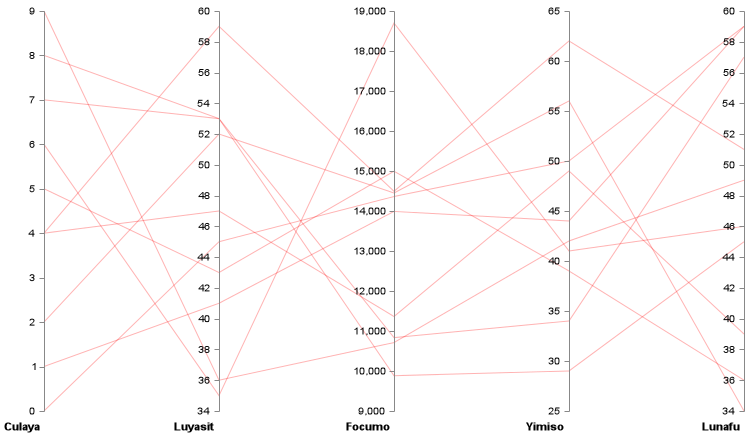 9 60 19,000 65 60
58 18,000 58
8 56 60 56
54 17,000 54
7 55
52 16,000 52
6 50 15,000 50 50
5 48 48
46 14,000 45 46
4 44 13,000 44
3 42 40 42
40 12,000 40
2 11,000 35
38 38
1 36 10,000 30 36
0 34 9,000 25 34
Culaya Luyasit Focumo Yimiso Lunafu